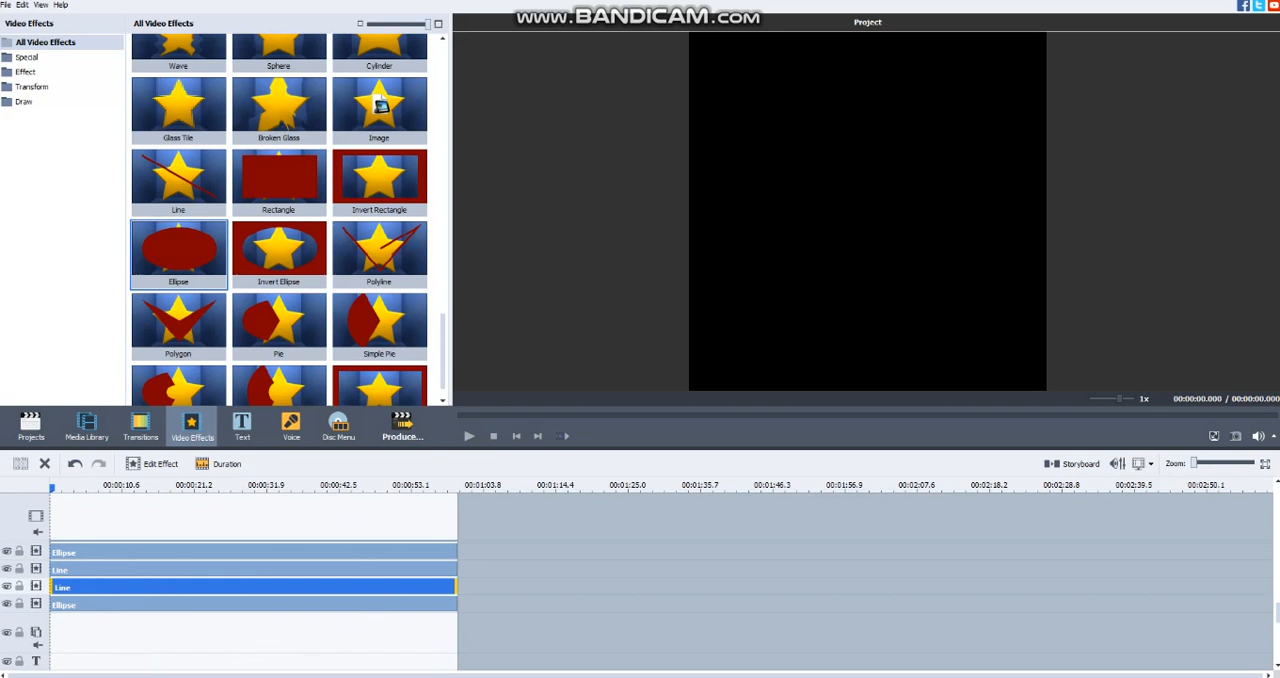 File Edit View Help
www.BANDICAM.com
Video Effects
All Video Effects
Project
All Video Effects
Special
Effect
Transform
Draw
Wave
Sphere
Cylinder
Glass Tile
Broken Glass
Image
Line
Rectangle
Invert Rectangle
Ellipse
Invert Ellipse
Polyline
Polygon
Pie
Simple Pie
1x
00:00:00.000 / 00:00:00.000
Projects
Media Library
Transitions
Video Effects
Text
Voice
Disc Menu
Produce...
Edit Effect
Duration
Storyboard
Zoom:
00:00:10.6 00:00:21.2 00:00:31.9 00:00:42.5 00:00:53.1 00:01:03.8 00:01:14.4 00:01:25.0 00:01:35.7 00:01:46.3 00:01:56.9 00:02:07.6 00:02:18.2 00:02:28.8 00:02:39.5 00:02:50.1
Ellipse
Line
Line
Ellipse
T